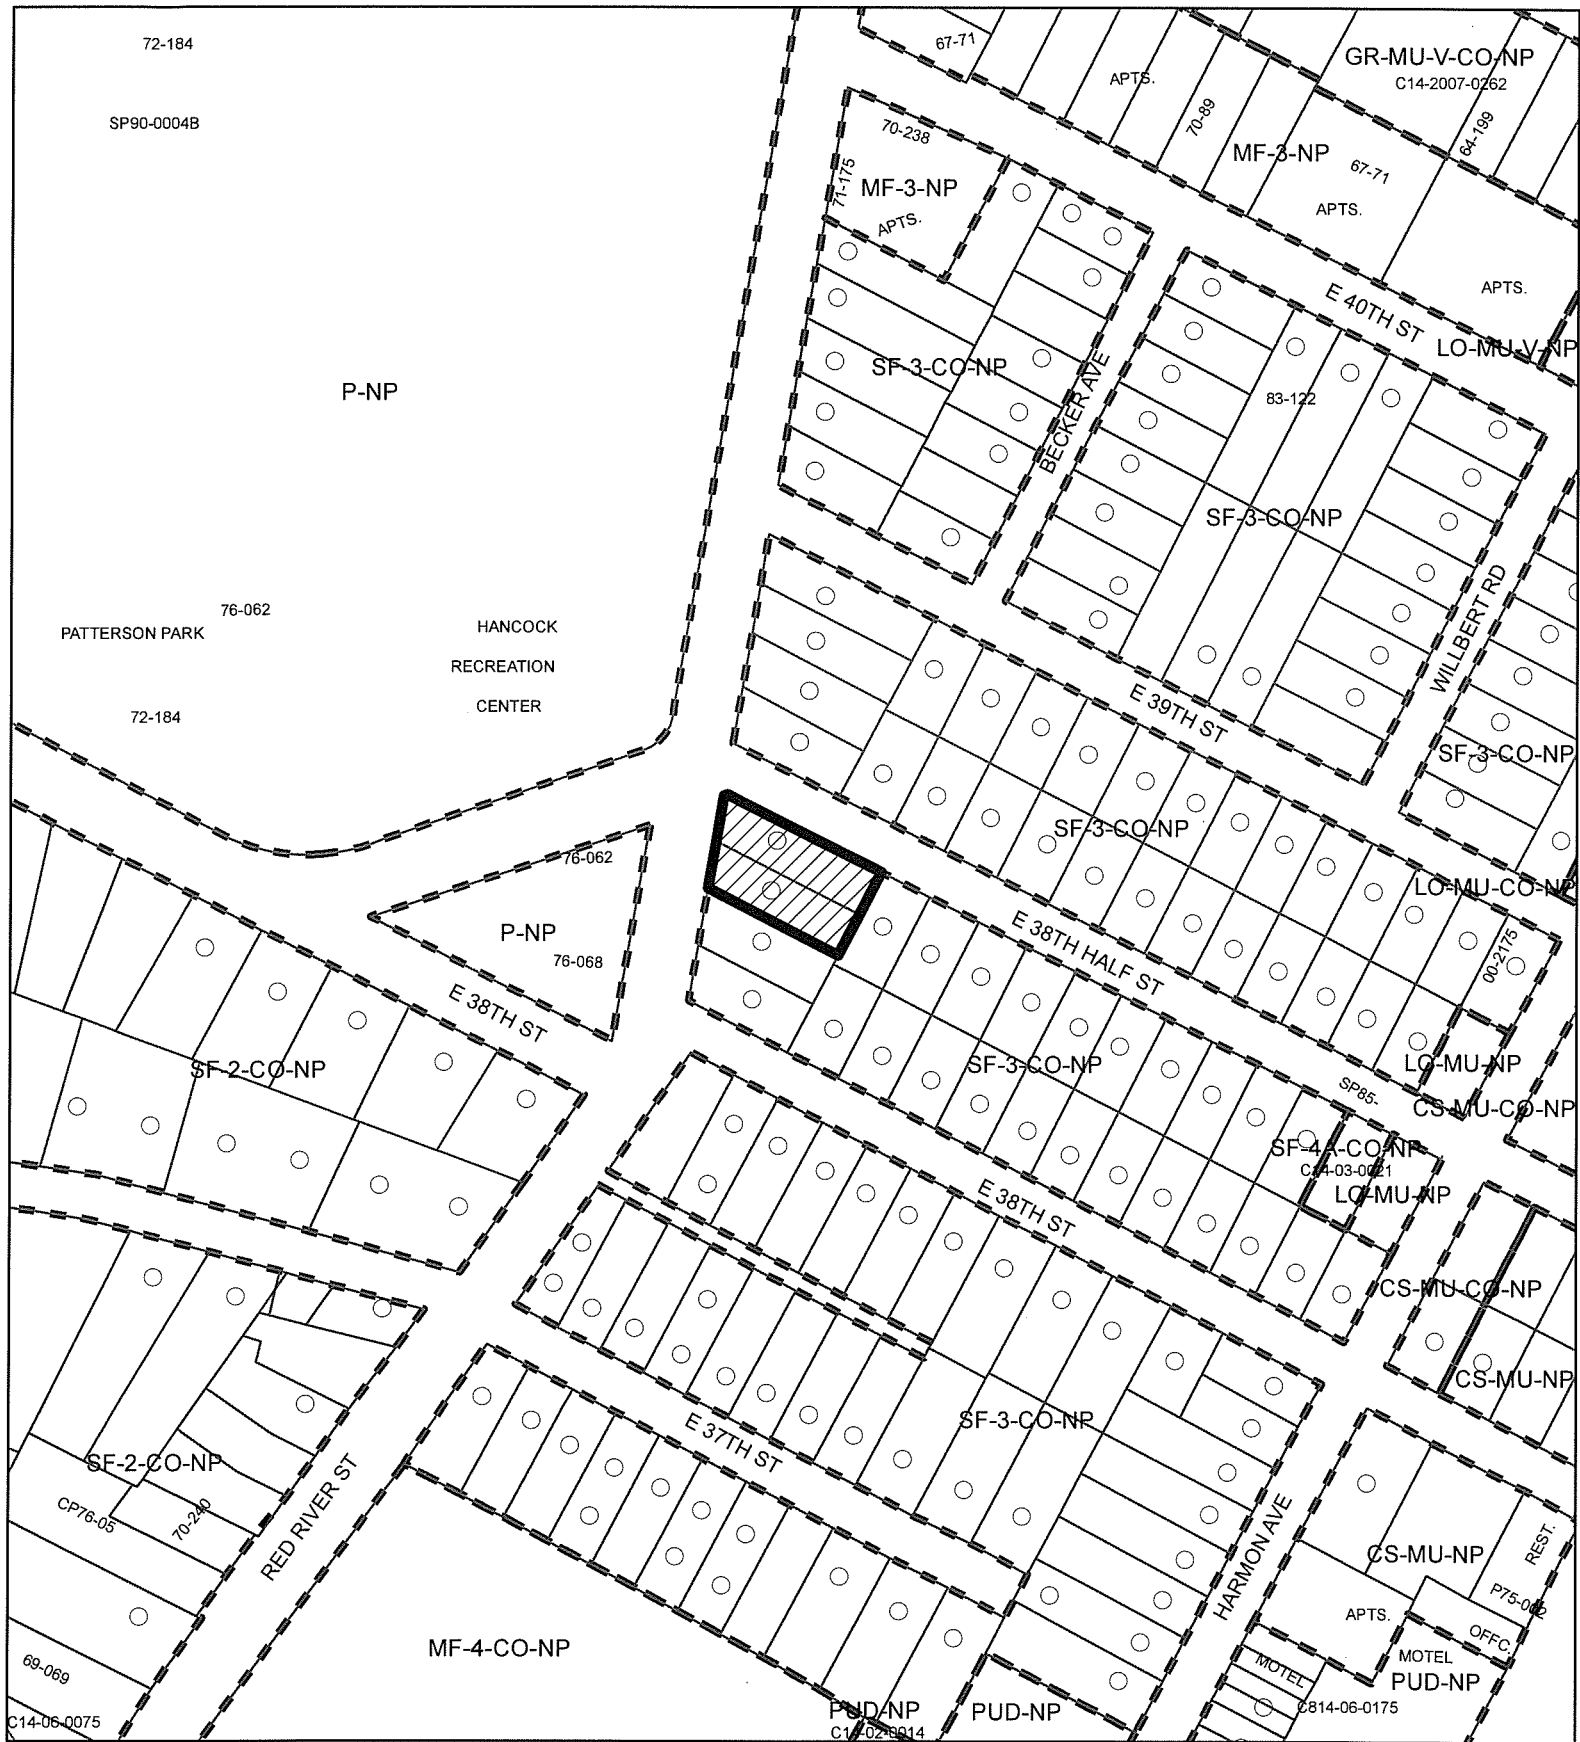 72-184
SP90-0004B
67-71
APTS.
70-89
GR-MU-V-CO-NP
C14-2007-0262
64-199
MF-3-NP
67-71
APTS.
APTS.
70-238
71-175
MF-3-NP
APTS.
E 40TH ST
LO-MU-V-NP
P-NP
SF-3-CO-NP
BECKER AVE
83-122
SF-3-CO-NP
WILLBERT RD
76-062
PATTERSON PARK
HANCOCK
RECREATION
CENTER
72-184
E 39TH ST
SF-3-CO-NP
SF-3-CO-NP
LO-MU-CO-NP
76-062
P-NP
76-068
E 38TH HALF ST
00-2175
E 38TH ST
SF-2-CO-NP
SF-3-CO-NP
LO-MU-NP
SP85-
CS-MU-CO-NP
SF-4A-CO-NP
C14-03-0021
LO-MU-NP
E 38TH ST
CS-MU-CO-NP
CS-MU-NP
SF-3-CO-NP
E 37TH ST
SF-2-CO-NP
CP76-05
70-240
RED RIVER ST
HARMON AVE
CS-MU-NP
REST.
P75-002
APTS.
OFFC.
MOTEL
MOTEL
PUD-NP
C814-06-0175
MF-4-CO-NP
69-069
C14-06-0075
PUD-NP
C14-02-0014
PUD-NP